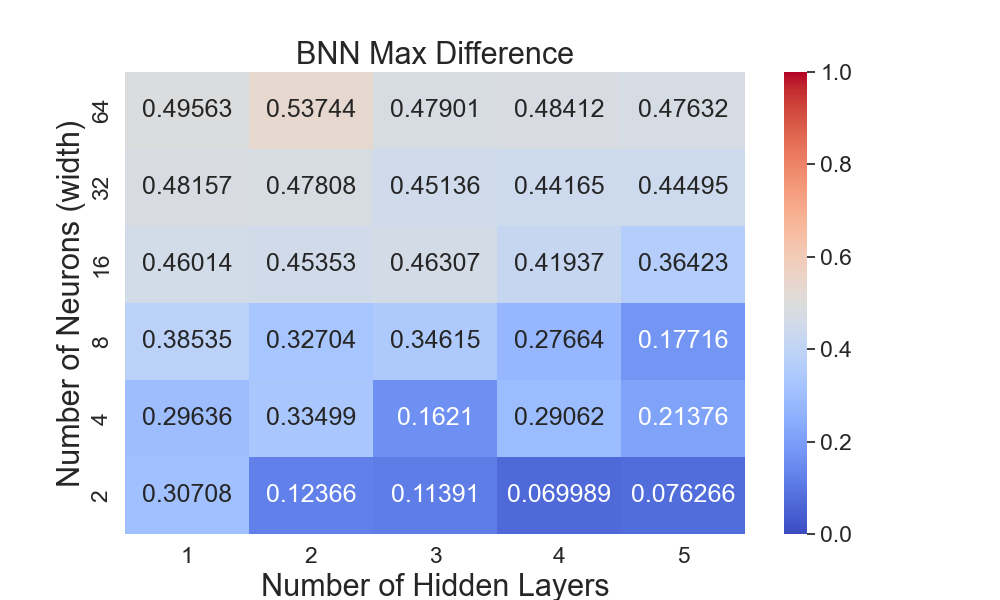 BNN Max Difference
Number of Neurons (width)
64 0.49563 0.53744 0.47901 0.48412 0.47632
32 0.48157 0.47808 0.45136 0.44165 0.44495
16 0.46014 0.45353 0.46307 0.41937 0.36423
8 0.38535 0.32704 0.34615 0.27664 0.17716
4 0.29636 0.33499 0.1621 0.29062 0.21376
2 0.30708 0.12366 0.11391 0.069989 0.076266
1 2 3 4 5
Number of Hidden Layers
1.0
0.8
0.6
0.4
0.2
0.0